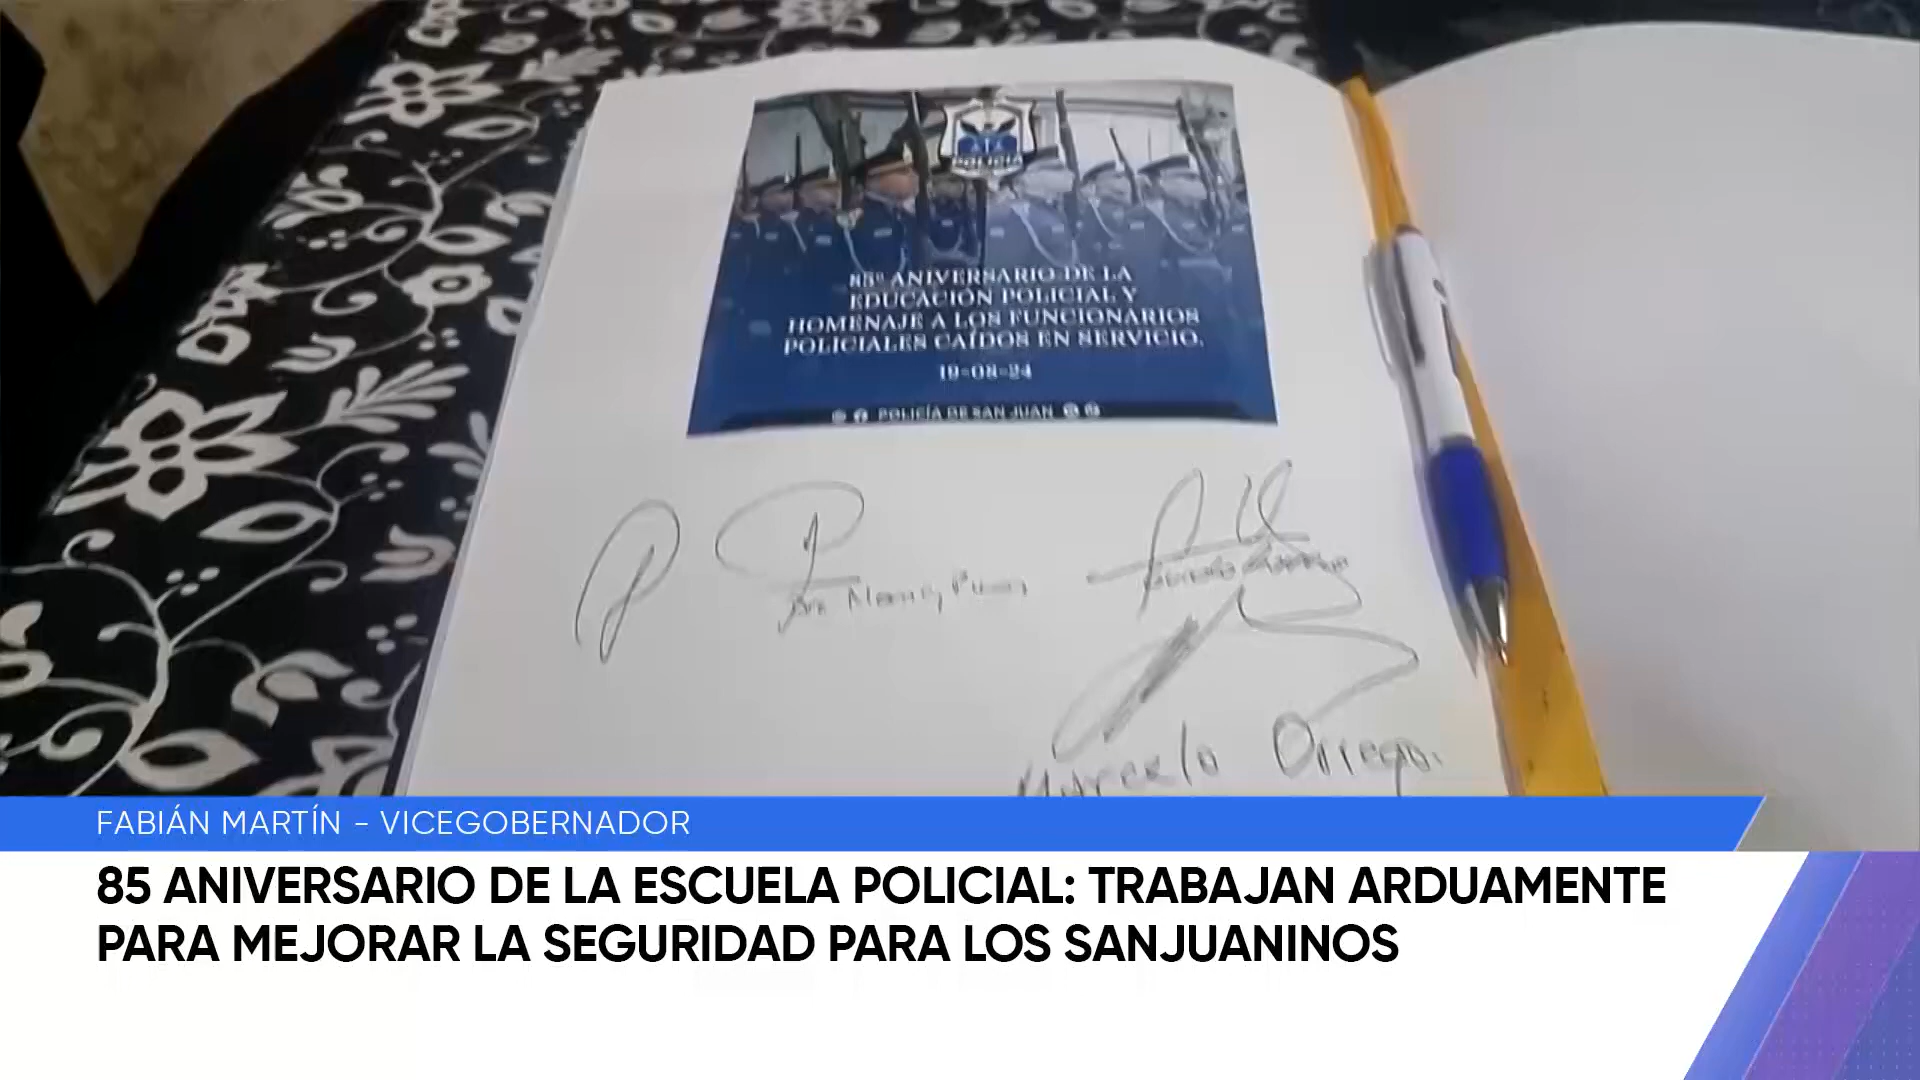 POLICIA
85º ANIVERSARIO DE LA
EDUCACIÓN POLICIAL Y
HOMENAJE A LOS FUNCIONARIOS
POLICIALES CAÍDOS EN SERVICIO.
19-08-24
POLICÍA DE SAN JUAN
Marcelo Orrego.
FABIÁN MARTÍN - VICEGOBERNADOR
85 ANIVERSARIO DE LA ESCUELA POLICIAL: TRABAJAN ARDUAMENTE
PARA MEJORAR LA SEGURIDAD PARA LOS SANJUANINOS